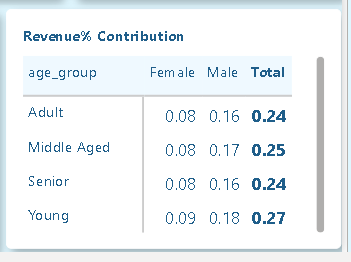 Revenue% Contribution
age_group Female Male Total
Adult 0.08 0.16 0.24
Middle Aged 0.08 0.17 0.25
Senior 0.08 0.16 0.24
Young 0.09 0.18 0.27